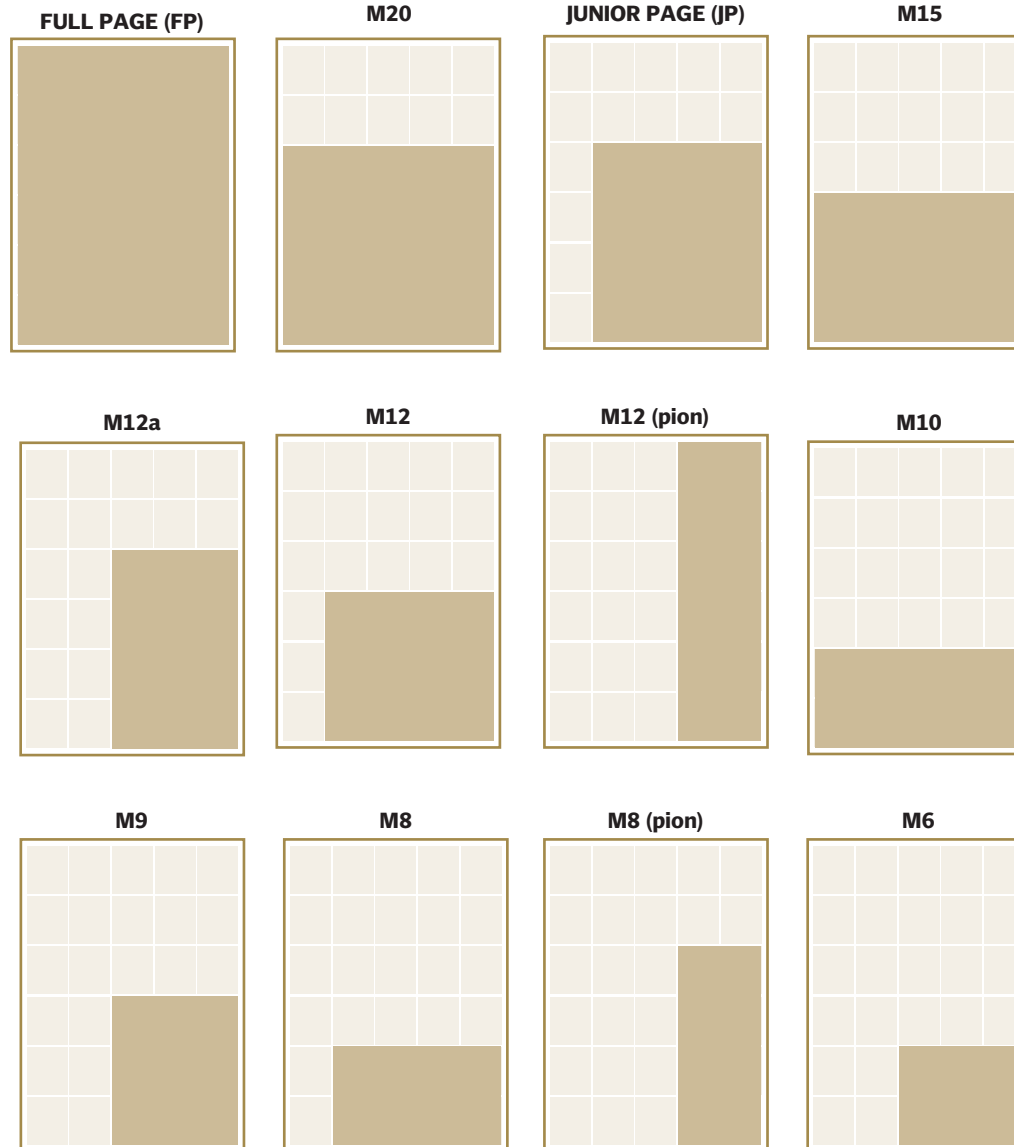 FULL PAGE (FP)
M20
JUNIOR PAGE (JP)
M15
M12a
M12
M12 (pion)
M10
M9
M8
M8 (pion)
M6